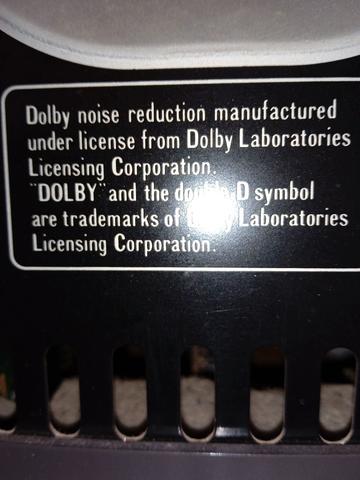 Dolby noise reduction manufactured
under license from Dolby Laboratories
Licensing Corporation.
"DOLBY" and the double-D symbol
are trademarks of Laboratories
Licensing Corporation.